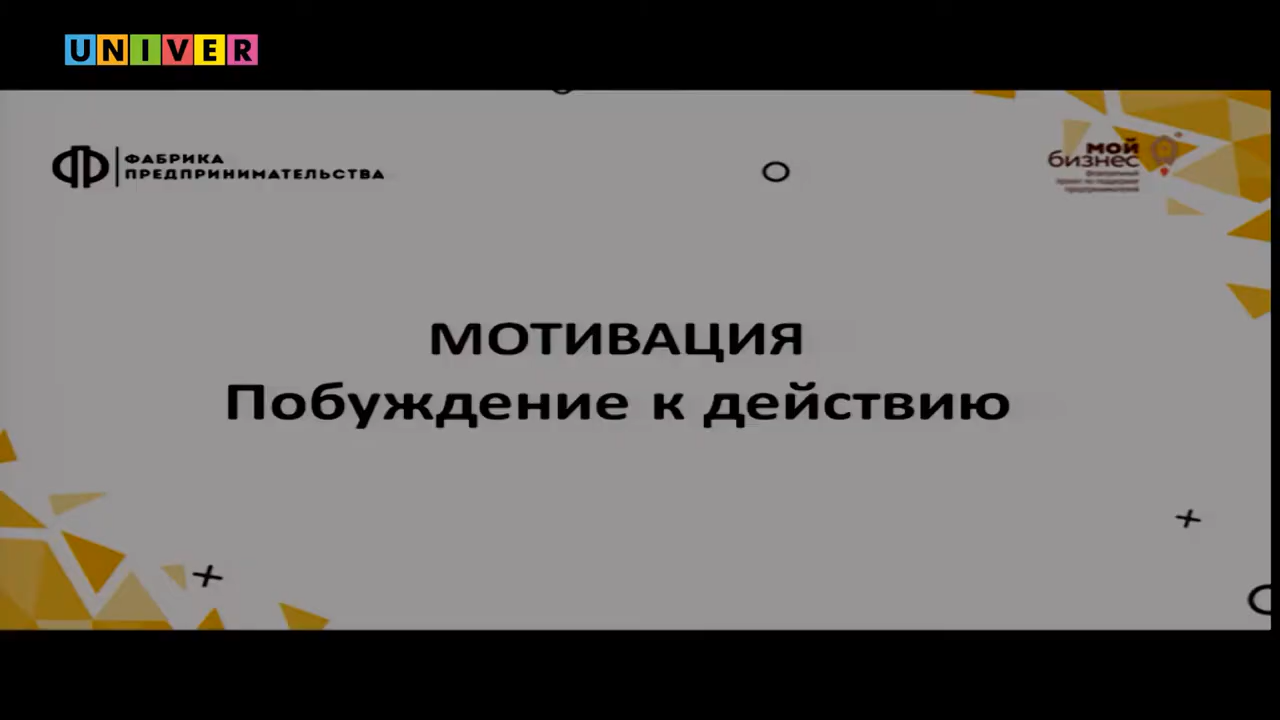 UNIVER
ФАБРИКА
ПРЕДПРИНИМАТЕЛЬСТВА
МОЙ
бизнес
МОТИВАЦИЯ
Побуждение к действию